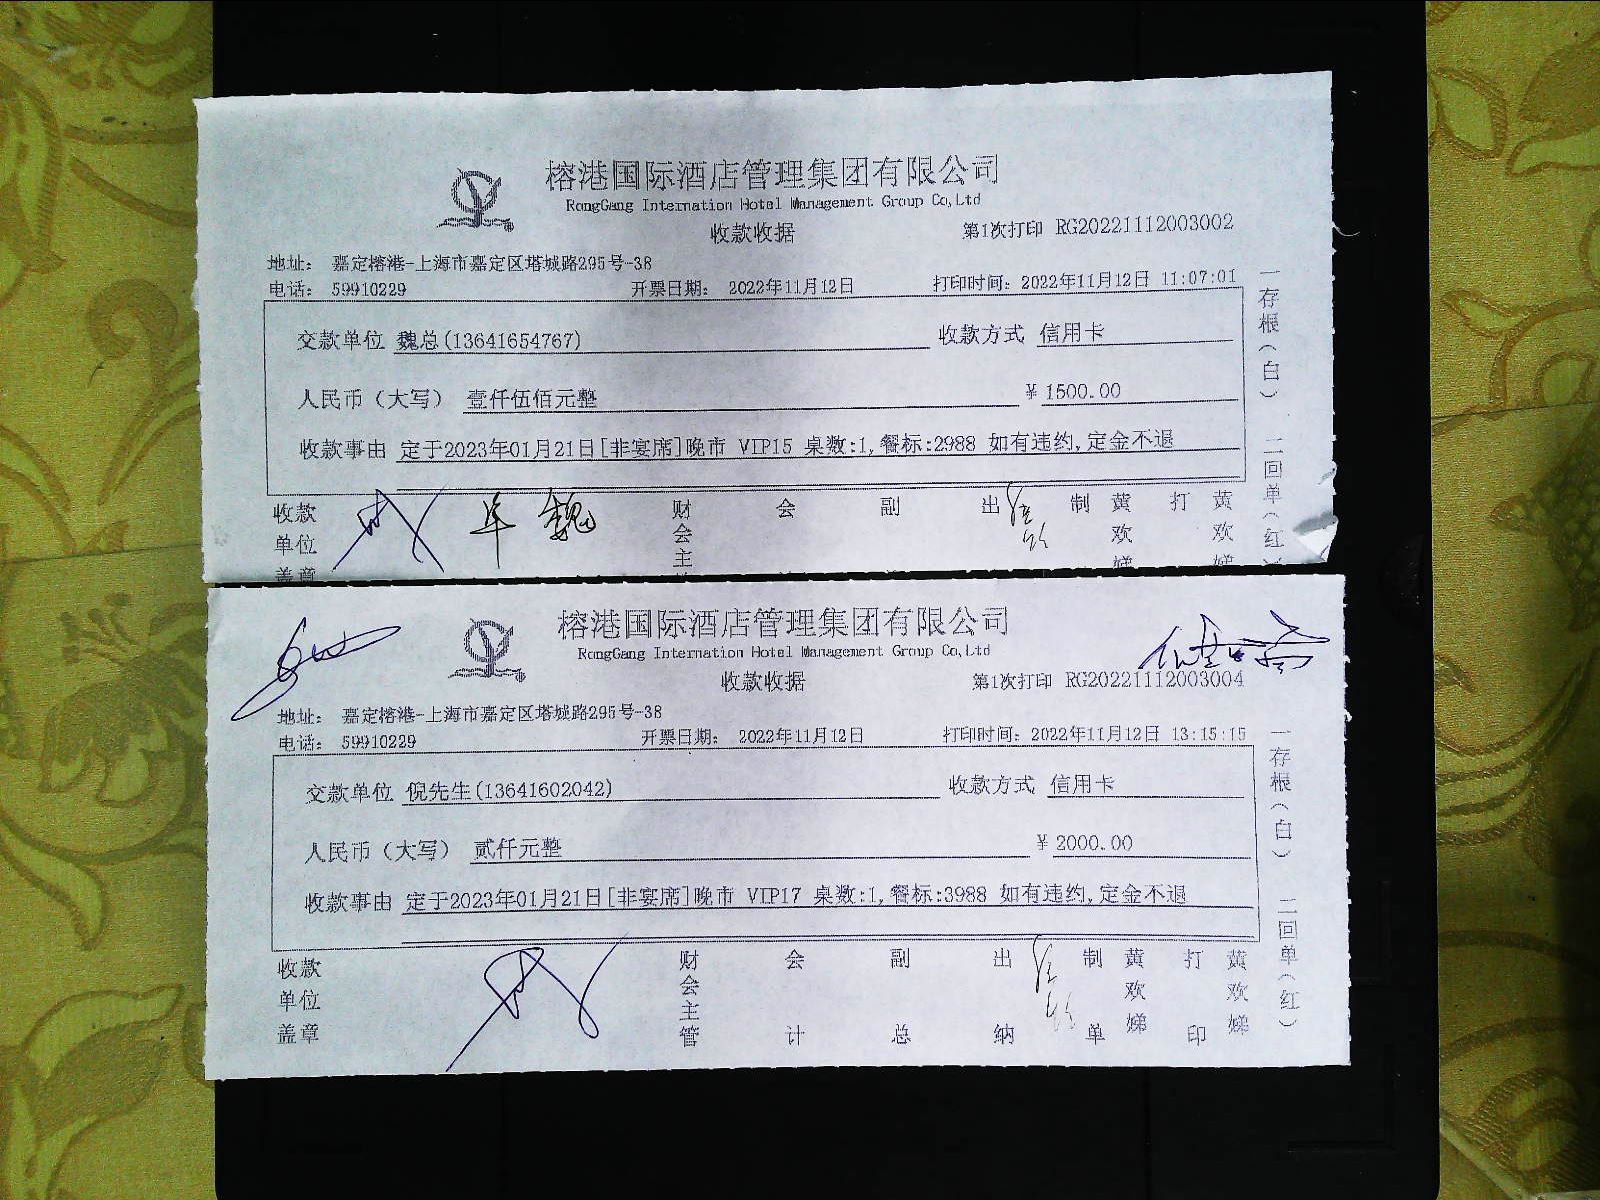 榕港国际酒店管理集团有限公司
RongGang Internation Hotel Management Group Co,Ltd
收款收据 第1次打印 RG20221112003002
地址： 嘉定榕港-上海市嘉定区塔城路295号-38
电话： 59910229 开票日期： 2022年11月12日 打印时间：2022年11月12日 11:07:01
交款单位 魏总(13641654767) 收款方式 信用卡
人民币（大写） 壹仟伍佰元整 ￥1500.00
收款事由 定于2023年01月21日[非宴席]晚市 VIP15 桌数:1,餐标:2988 如有违约,定金不退
收款单位盖章 魏 财会主 会 副 出 制 黄欢娣 打 黄欢娣
一存根（白） 二回单（红）
榕港国际酒店管理集团有限公司
RongGang Internation Hotel Management Group Co,Ltd
收款收据 第1次打印 RG20221112003004
地址： 嘉定榕港-上海市嘉定区塔城路295号-38
电话： 59910229 开票日期： 2022年11月12日 打印时间：2022年11月12日 13:15:15
交款单位 倪先生(13641602042) 收款方式 信用卡
人民币（大写） 贰仟元整 ￥2000.00
收款事由 定于2023年01月21日[非宴席]晚市 VIP17 桌数:1,餐标:3988 如有违约,定金不退
收款单位盖章 财会主管 会计 副总 出纳 制单 黄欢娣 打印 黄欢娣
一存根（白） 二回单（红）